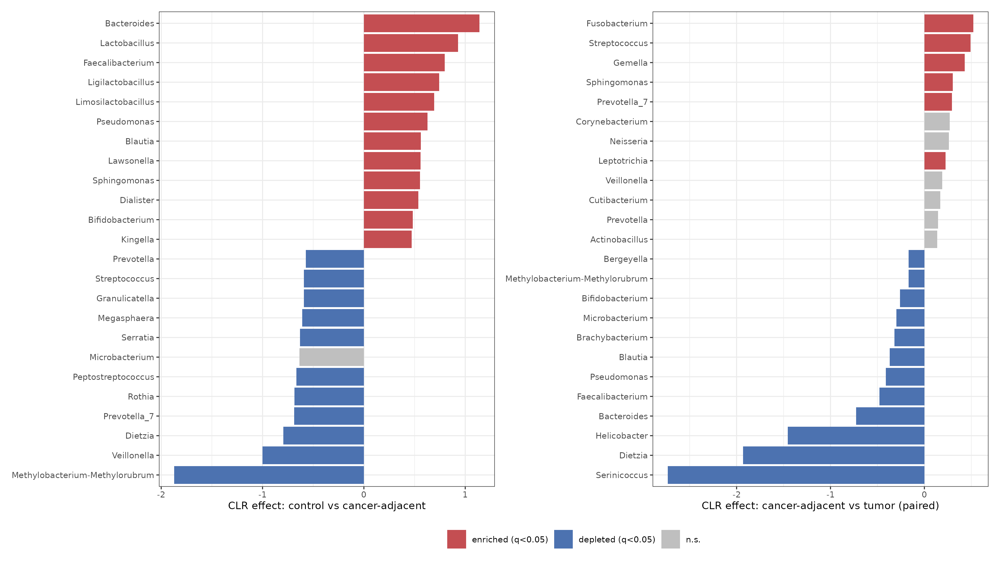 Bacteroides
Lactobacillus
Faecalibacterium
Ligilactobacillus
Limosilactobacillus
Pseudomonas
Blautia
Lawsonella
Sphingomonas
Dialister
Bifidobacterium
Kingella
Prevotella
Streptococcus
Granulicatella
Megasphaera
Serratia
Microbacterium
Peptostreptococcus
Rothia
Prevotella_7
Dietzia
Veillonella
Methylobacterium-Methylorubrum
-2 -1 0 1
CLR effect: control vs cancer-adjacent
Fusobacterium
Streptococcus
Gemella
Sphingomonas
Prevotella_7
Corynebacterium
Neisseria
Leptotrichia
Veillonella
Cutibacterium
Prevotella
Actinobacillus
Bergeyella
Methylobacterium-Methylorubrum
Bifidobacterium
Microbacterium
Brachybacterium
Blautia
Pseudomonas
Faecalibacterium
Bacteroides
Helicobacter
Dietzia
Serinicoccus
-2 -1 0
CLR effect: cancer-adjacent vs tumor (paired)
enriched (q<0.05) depleted (q<0.05) n.s.